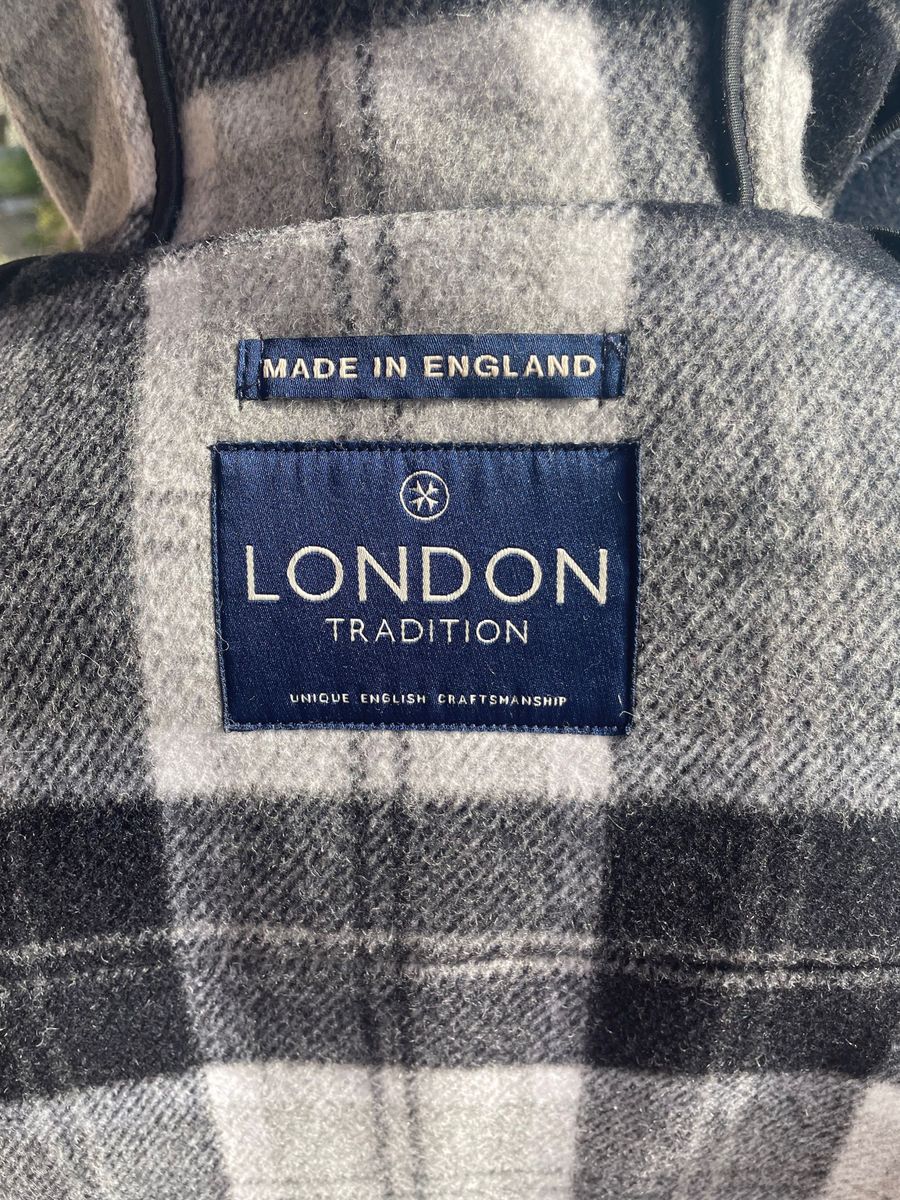 MADE IN ENGLAND
LONDON
TRADITION
UNIQUE ENGLISH CRAFTSMANSHIP